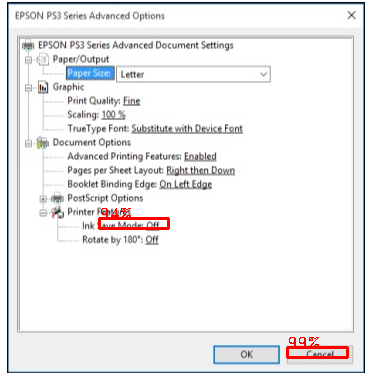 EPSON PS3 Series Advanced Options
EPSON PS3 Series Advanced Document Settings
Paper/Output
Paper Size: Letter
Graphic
Print Quality: Fine
Scaling: 100 %
TrueType Font: Substitute with Device Font
Document Options
Advanced Printing Features: Enabled
Pages per Sheet Layout: Right then Down
Booklet Binding Edge: On Left Edge
PostScript Options
Printer Features
94%
Ink Save Mode: Off
Rotate by 180°: Off
99%
OK Cancel